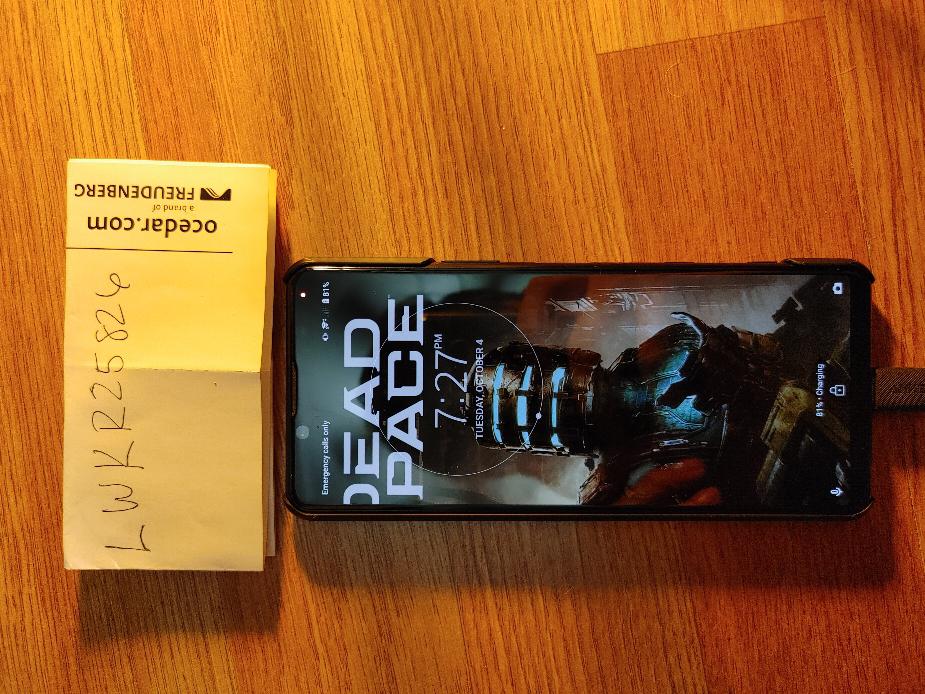 LWKR25826
ocedar.com
a brand of
FREUDENBERG
Emergency calls only
81%
DEAD
SPACE
7:27 PM
TUESDAY, OCTOBER 4
81% • Charging